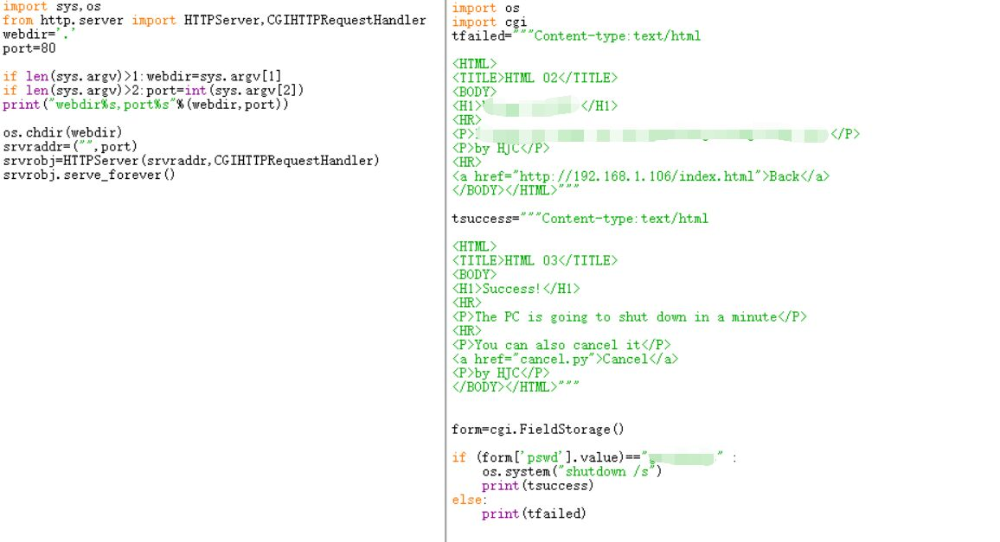 import sys,os
from http.server import HTTPServer,CGIHTTPRequestHandler
webdir='.'
port=80

if len(sys.argv)>1:webdir=sys.argv[1]
if len(sys.argv)>2:port=int(sys.argv[2])
print("webdir%s,port%s"%(webdir,port))

os.chdir(webdir)
srvraddr=("",port)
srvrobj=HTTPServer(srvraddr,CGIHTTPRequestHandler)
srvrobj.serve_forever()

import os
import cgi
tfailed="""Content-type:text/html

<HTML>
<TITLE>HTML 02</TITLE>
<BODY>
<H1></H1>
<HR>
<P></P>
<P>by HJC</P>
<HR>
<a href="http://192.168.1.106/index.html">Back</a>
</BODY></HTML>"""

tsuccess="""Content-type:text/html

<HTML>
<TITLE>HTML 03</TITLE>
<BODY>
<H1>Success!</H1>
<HR>
<P>The PC is going to shut down in a minute</P>
<HR>
<P>You can also cancel it</P>
<a href="cancel.py">Cancel</a>
<P>by HJC</P>
</BODY></HTML>"""

form=cgi.FieldStorage()

if (form['pswd'].value)=="" :
    os.system("shutdown /s")
    print(tsuccess)
else:
    print(tfailed)